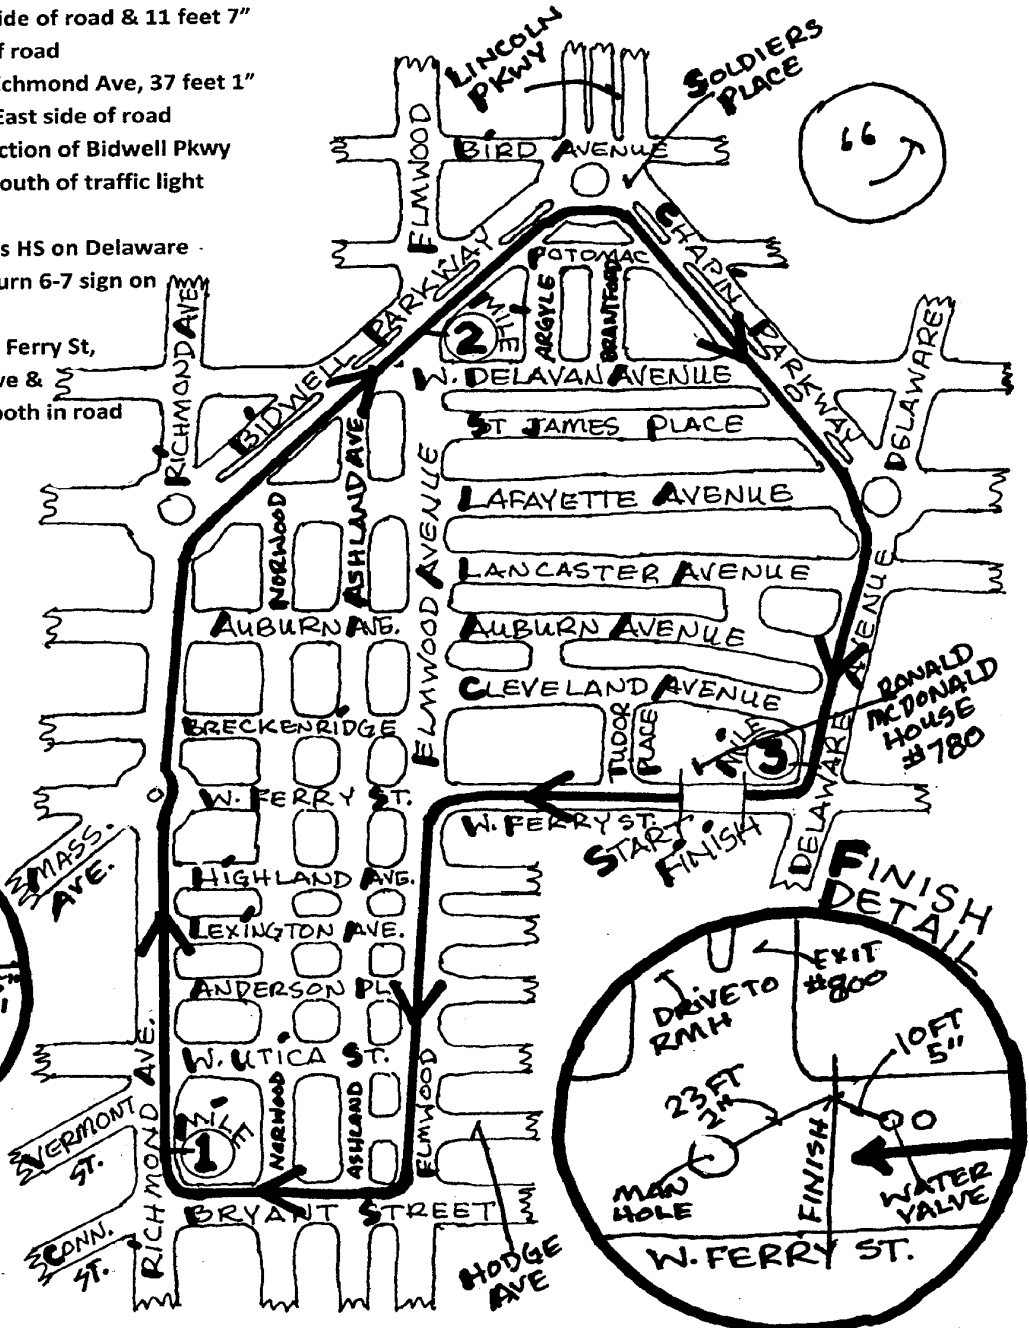 ide of road & 11 feet 7”
f road
ichmond Ave, 37 feet 1”
East side of road
ction of Bidwell Pkwy
outh of traffic light
s HS on Delaware
urn 6-7 sign on
Ferry St,
ve &
both in road
LINCOLN
PKWY
SOLDIERS
PLACE
66
ELMWOOD
BIRD AVENUE
CHAPIN PARKWAY
POTOMAC
ARGYLE
BRANTFORD
RICHMOND AVE
BIDWELL PARKWAY
MILE
2
W. DELAVAN AVENUE
DELAWARE
ST JAMES PLACE
LAFAYETTE AVENUE
NORWOOD
ASHLAND AVE
ELMWOOD AVENUE
LANCASTER AVENUE
AUBURN AVE.
AUBURN AVENUE
CLEVELAND AVENUE
DELAWARE AVENUE
RONALD
MCDONALD
HOUSE
#780
BRECKENRIDGE
TUDOR
PLACE
MILE
3
W. FERRY ST.
W. FERRY ST.
START
FINISH
DELAWARE
MASS.
AVE.
HIGHLAND AVE.
LEXINGTON AVE.
ANDERSON PL.
W. UTICA ST.
FINISH
DETAIL
EXIT
#800
DRIVE TO
RMH
10FT
5"
23FT
2"
MAN
HOLE
FINISH
WATER
VALVE
W. FERRY ST.
VERMONT
ST.
RICHMOND AVE.
MILE
1
NORWOOD
ASHLAND
ELMWOOD
BRYANT STREET
CONN.
ST.
HODGE
AVE